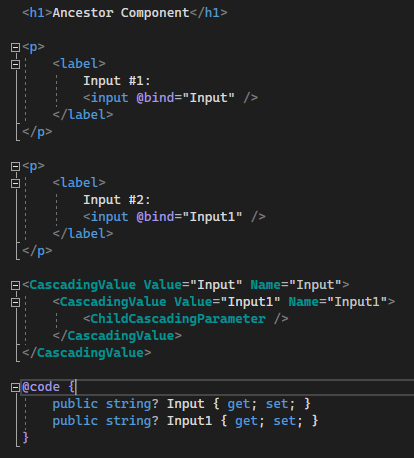 <h1>Ancestor Component</h1>
<p>
<label>
Input #1:
<input @bind="Input" />
</label>
</p>
<p>
<label>
Input #2:
<input @bind="Input1" />
</label>
</p>
<CascadingValue Value="Input" Name="Input">
<CascadingValue Value="Input1" Name="Input1">
<ChildCascadingParameter />
</CascadingValue>
</CascadingValue>
@code {
public string? Input { get; set; }
public string? Input1 { get; set; }
}